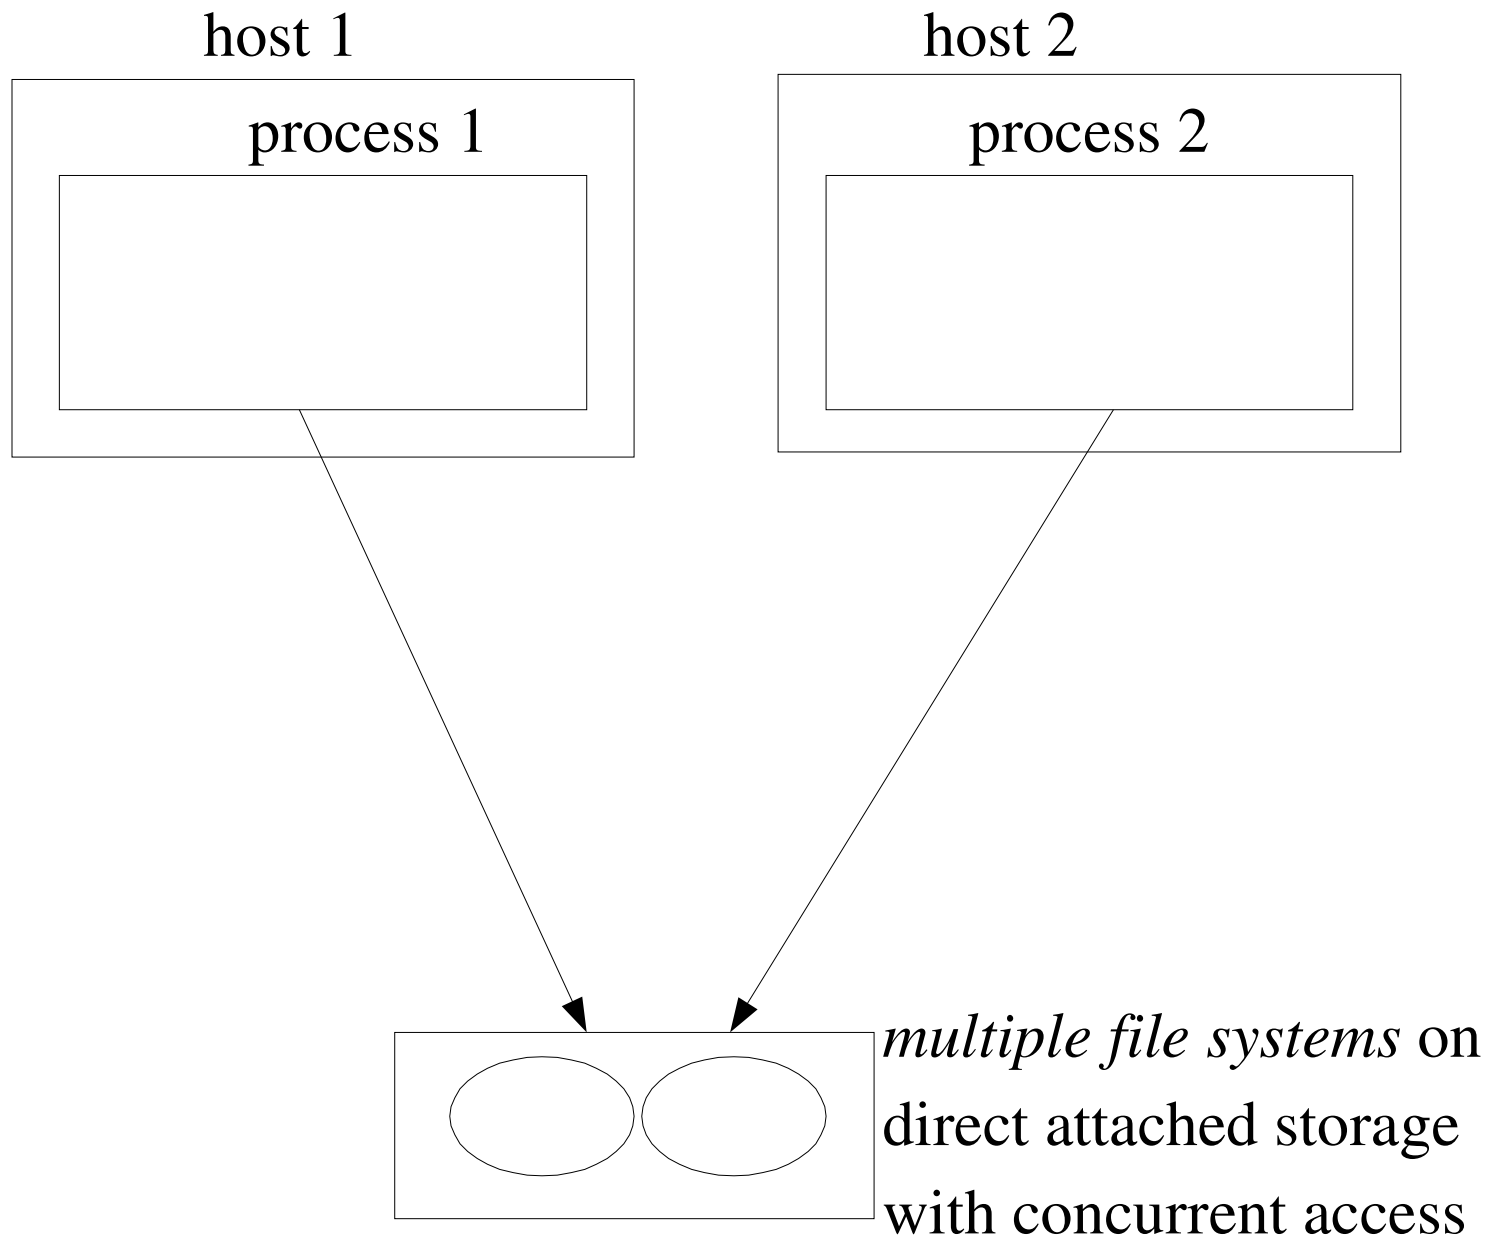 host 1
host 2
process 1
process 2
multiple file systems on
direct attached storage
with concurrent access